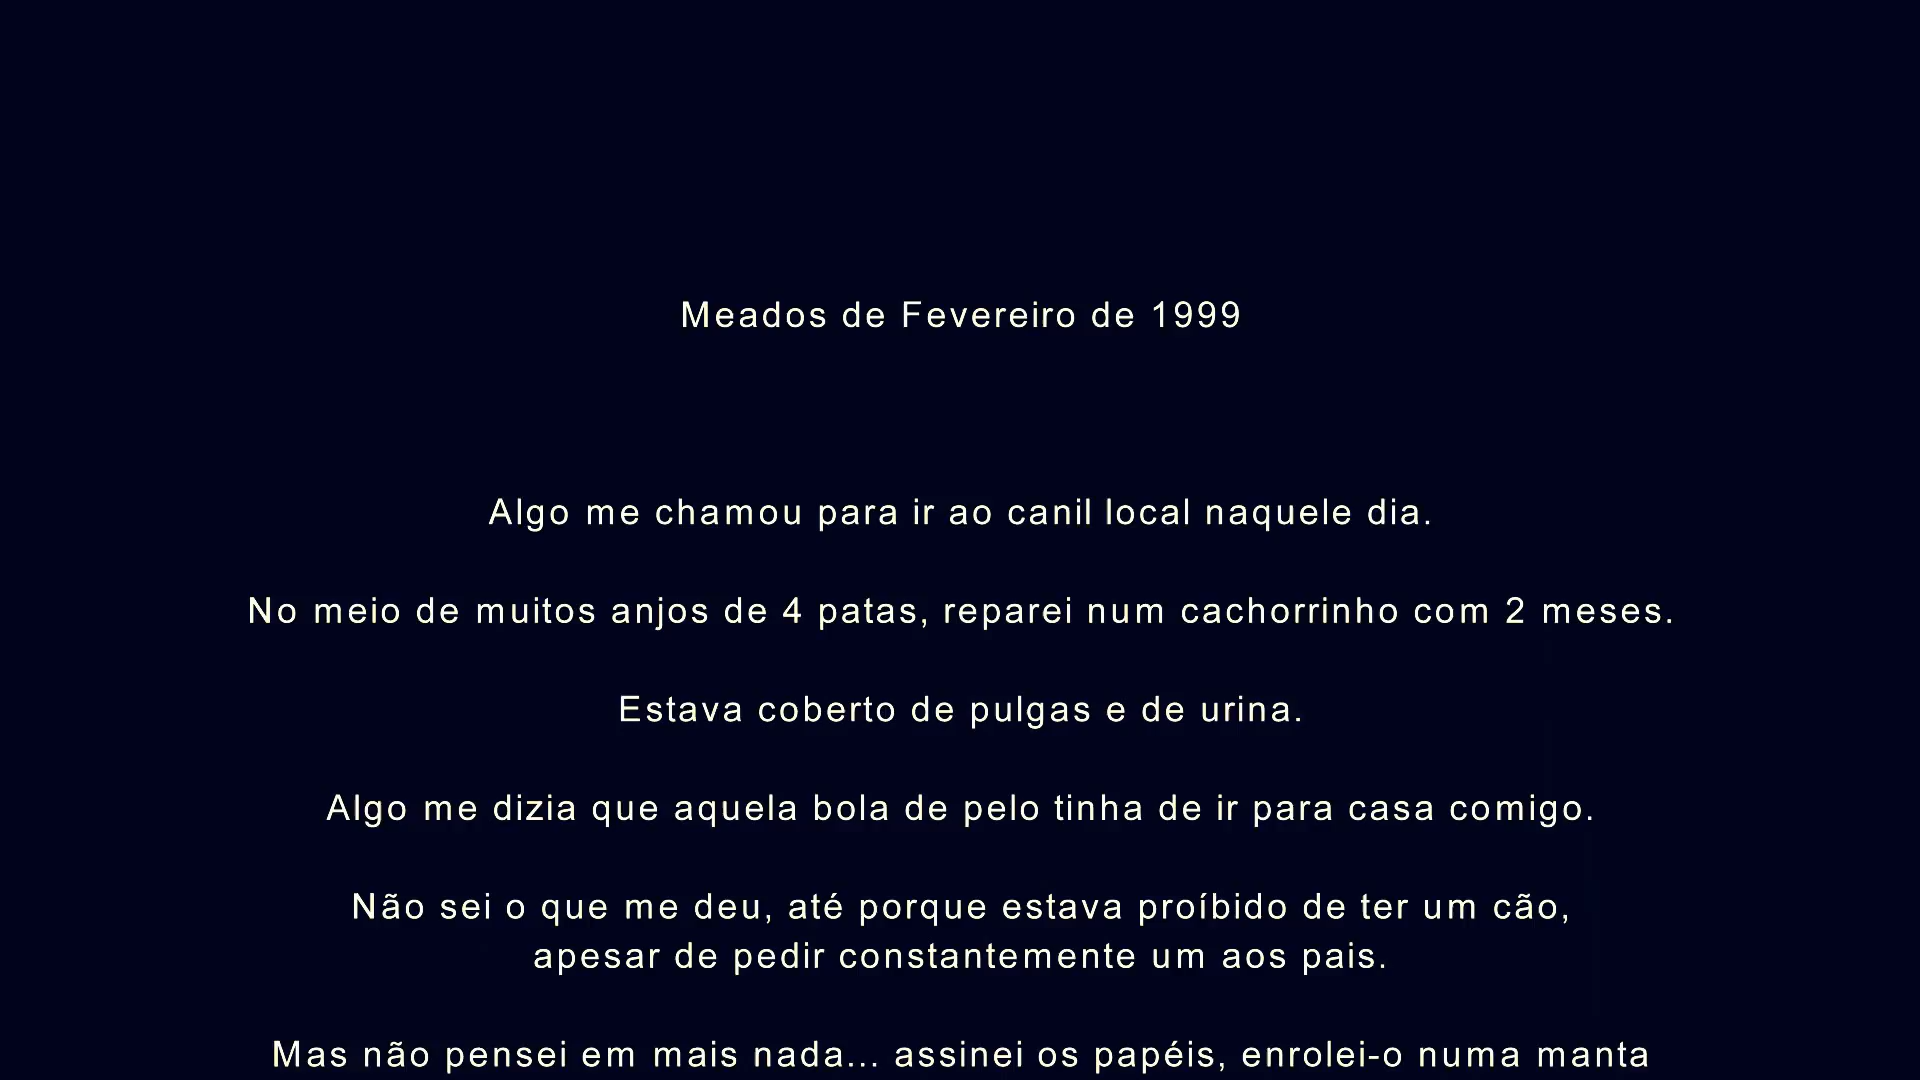 Meados de Fevereiro de 1999
Algo me chamou para ir ao canil local naquele dia.
No meio de muitos anjos de 4 patas, reparei num cachorrinho com 2 meses.
Estava coberto de pulgas e de urina.
Algo me dizia que aquela bola de pelo tinha de ir para casa comigo.
Não sei o que me deu, até porque estava proíbido de ter um cão,
apesar de pedir constantemente um aos pais.
Mas não pensei em mais nada... assinei os papéis, enrolei-o numa manta